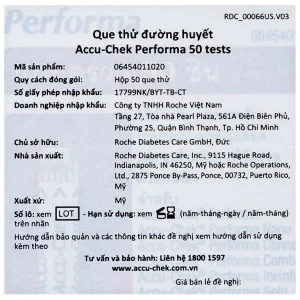 RDC_00066US.V03
Que thử đường huyết
Accu-Chek Performa 50 tests
Mã sản phẩm: 06454011020
Quy cách đóng gói: Hộp 50 que thử
Số giấy phép nhập khẩu: 17799NK/BYT-TB-CT
Doanh nghiệp nhập khẩu: Công ty TNHH Roche Việt Nam
Tầng 27, Tòa nhà Pearl Plaza, 561A Điện Biên Phủ,
Phường 25, Quận Bình Thạnh, Tp. Hồ Chí Minh
Chủ sở hữu: Roche Diabetes Care GmbH, Đức
Nhà sản xuất: Roche Diabetes Care, Inc., 9115 Hague Road,
Indianapolis, IN 46250, Mỹ hoặc Roche Operations,
Ltd., 2875 Ponce By-Pass, Ponce, 00732, Puerto Rico,
Mỹ
Xuất xứ: Mỹ
Số lô: xem LOT - Hạn sử dụng: xem (năm-tháng-ngày / năm-tháng)
trên nhãn
Hướng dẫn bảo quản và các thông tin khác đề nghị xem hướng dẫn sử dụng
kèm theo
Tư vấn và bảo hành: Liên hệ 1800 1597
www.accu-chek.com.vn
Giá bán lẻ đề nghị: